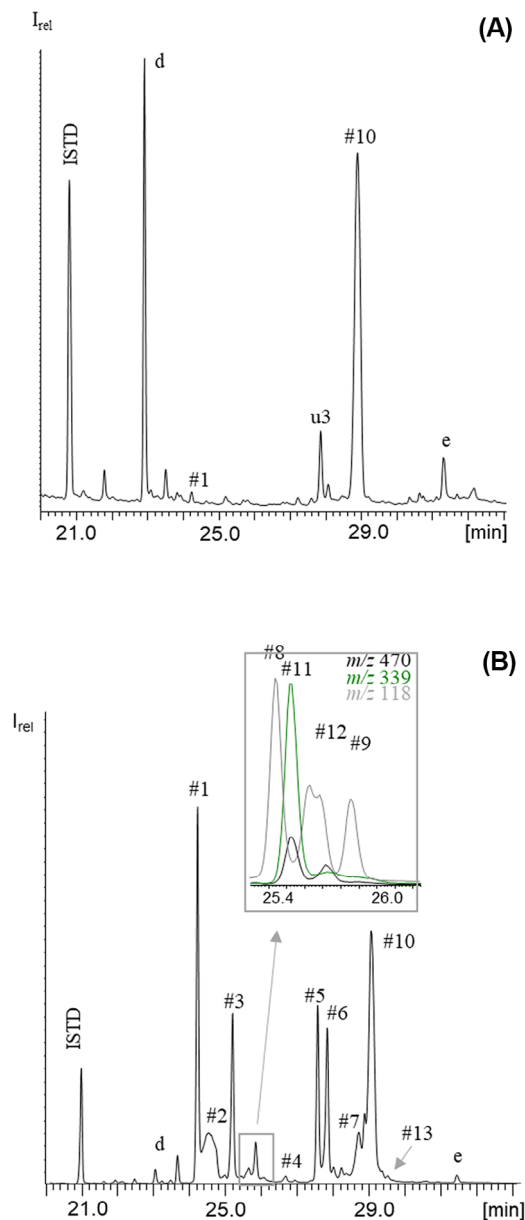 (A)
I rel
ISTD
d
#10
u3
#1
e
21.0 25.0 29.0 [min]
(B)
#8
m/z 470
#11
m/z 339
m/z 118
#12
#9
25.4 26.0
I rel
#1
#10
ISTD
#3
#5
#6
#2
#7
#13
d
#4
e
21.0 25.0 29.0 [min]